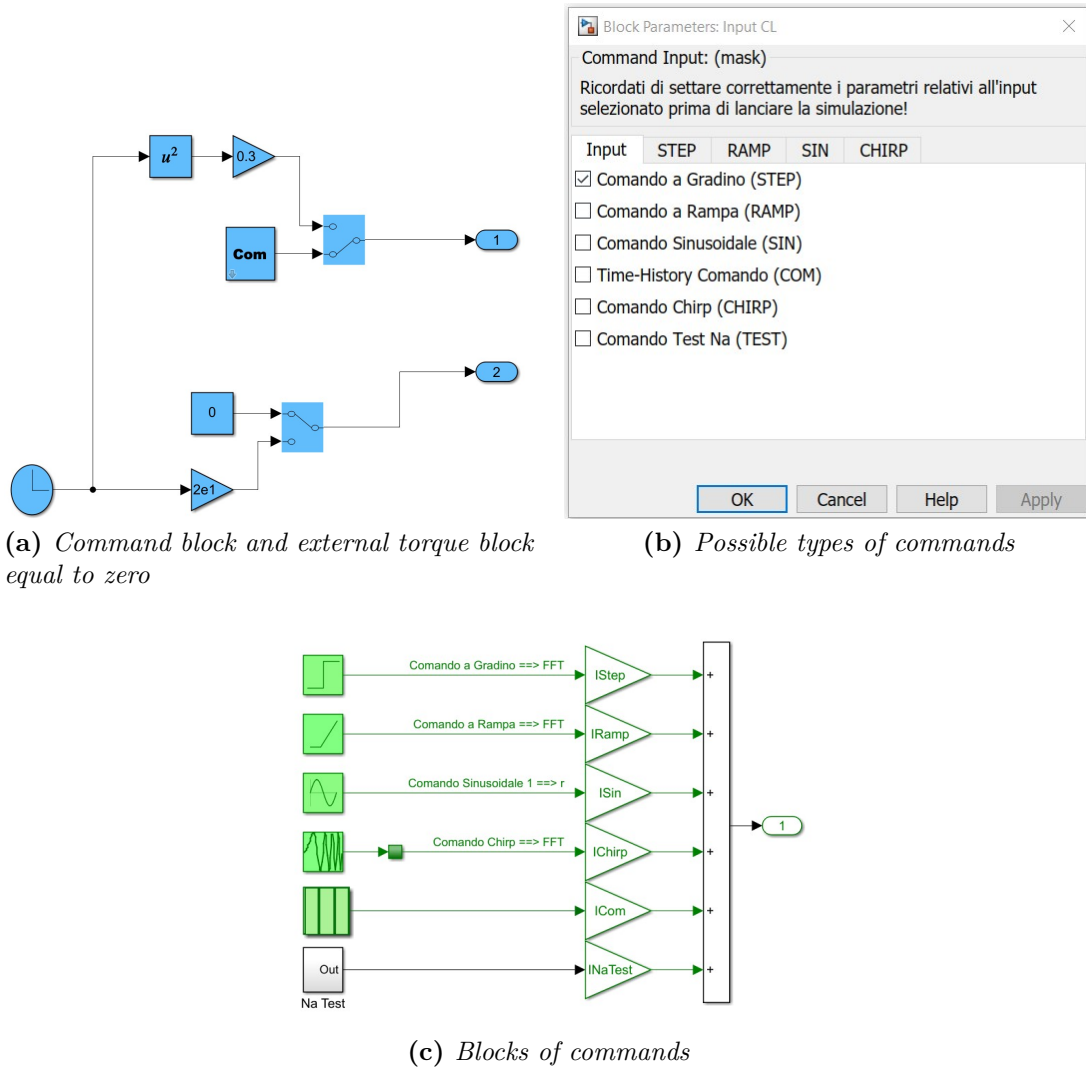 u²
0.3
Com
1
2
0
2e1
(a) Command block and external torque block
equal to zero
Block Parameters: Input CL
Command Input: (mask)
Ricordati di settare correttamente i parametri relativi all'input
selezionato prima di lanciare la simulazione!
Input STEP RAMP SIN CHIRP
Comando a Gradino (STEP)
Comando a Rampa (RAMP)
Comando Sinusoidale (SIN)
Time-History Comando (COM)
Comando Chirp (CHIRP)
Comando Test Na (TEST)
OK Cancel Help Apply
(b) Possible types of commands
Comando a Gradino ==> FFT IStep +
Comando a Rampa ==> FFT IRamp +
Comando Sinusoidale 1 ==> r ISin +
1
Comando Chirp ==> FFT IChirp +
ICom +
Out INaTest +
Na Test
(c) Blocks of commands